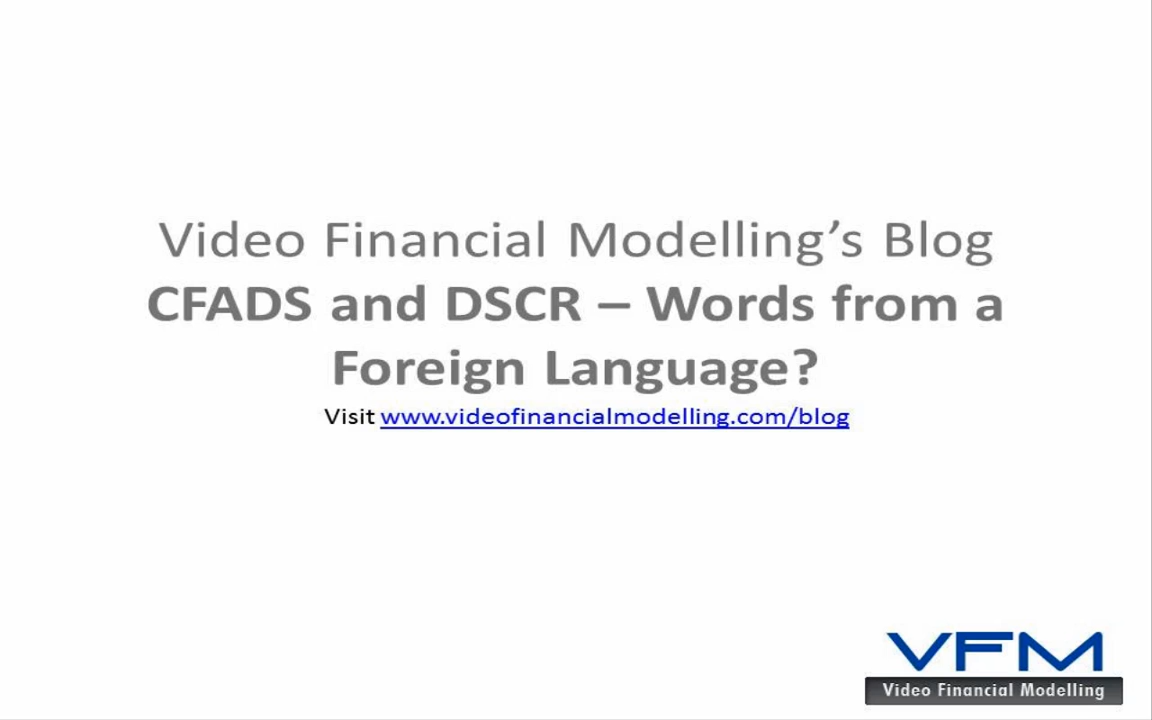 Video Financial Modelling’s Blog
CFADS and DSCR – Words from a
Foreign Language?
Visit www.videofinancialmodelling.com/blog
VFM
Video Financial Modelling